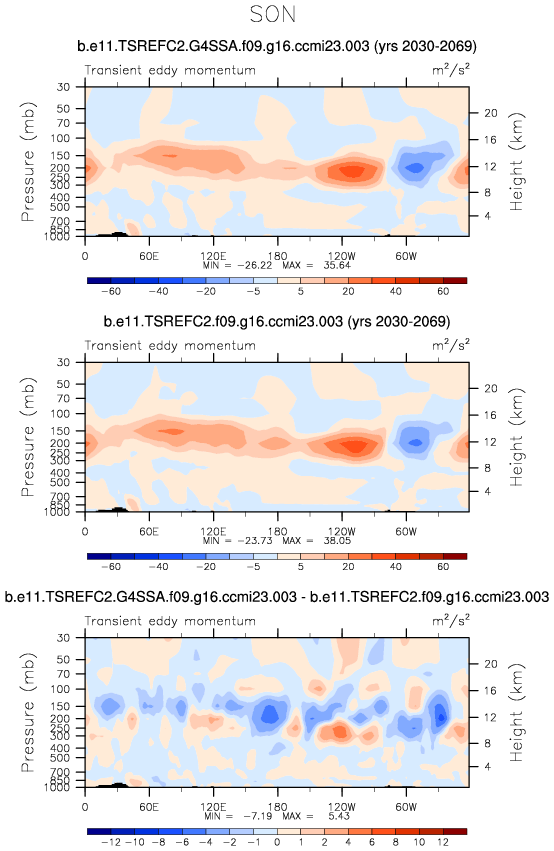 SON
b.e11.TSREFC2.G4SSA.f09.g16.ccmi23.003 (yrs 2030-2069)
Transient eddy momentum m²/s²
Pressure (mb)
30
50
70
100
150
200
250
300
400
500
700
850
1000
20
16
12
8
4
Height (km)
0 60E 120E 180 120W 60W
MIN = -26.22 MAX = 35.64
-60 -40 -20 -5 5 20 40 60
b.e11.TSREFC2.f09.g16.ccmi23.003 (yrs 2030-2069)
Transient eddy momentum m²/s²
Pressure (mb)
30
50
70
100
150
200
250
300
400
500
700
850
1000
20
16
12
8
4
Height (km)
0 60E 120E 180 120W 60W
MIN = -23.73 MAX = 38.05
-60 -40 -20 -5 5 20 40 60
b.e11.TSREFC2.G4SSA.f09.g16.ccmi23.003 - b.e11.TSREFC2.f09.g16.ccmi23.003
Transient eddy momentum m²/s²
Pressure (mb)
30
50
70
100
150
200
250
300
400
500
700
850
1000
20
16
12
8
4
Height (km)
0 60E 120E 180 120W 60W
MIN = -7.19 MAX = 5.43
-12 -10 -8 -6 -4 -2 -1 0 1 2 4 6 8 10 12